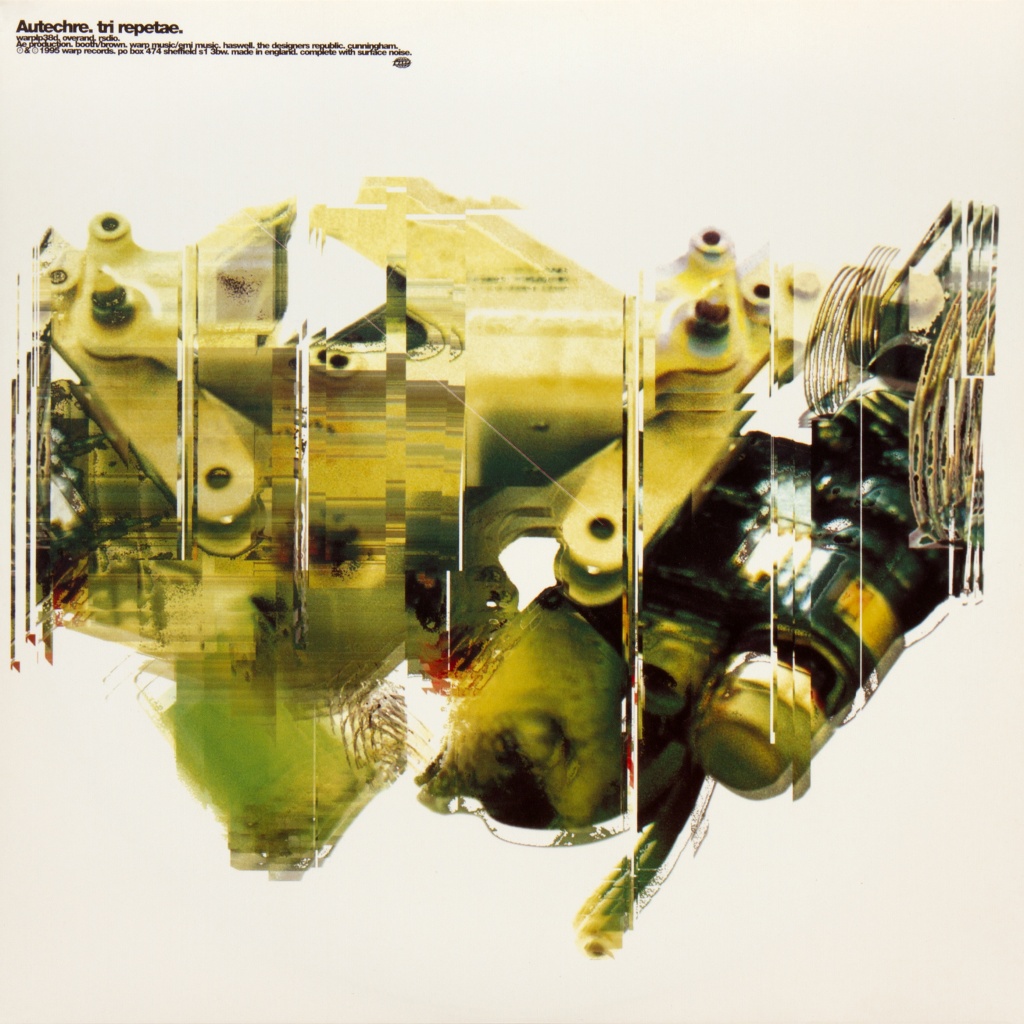 Autechre. tri repetae.
warplp38d. overand. rsdio.
Ae production. booth/brown. warp music/emi music. haswell. the designers republic. cunningham.
℗&©1995 warp records. po box 474 sheffield s1 3bw. made in england. complete with surface noise.